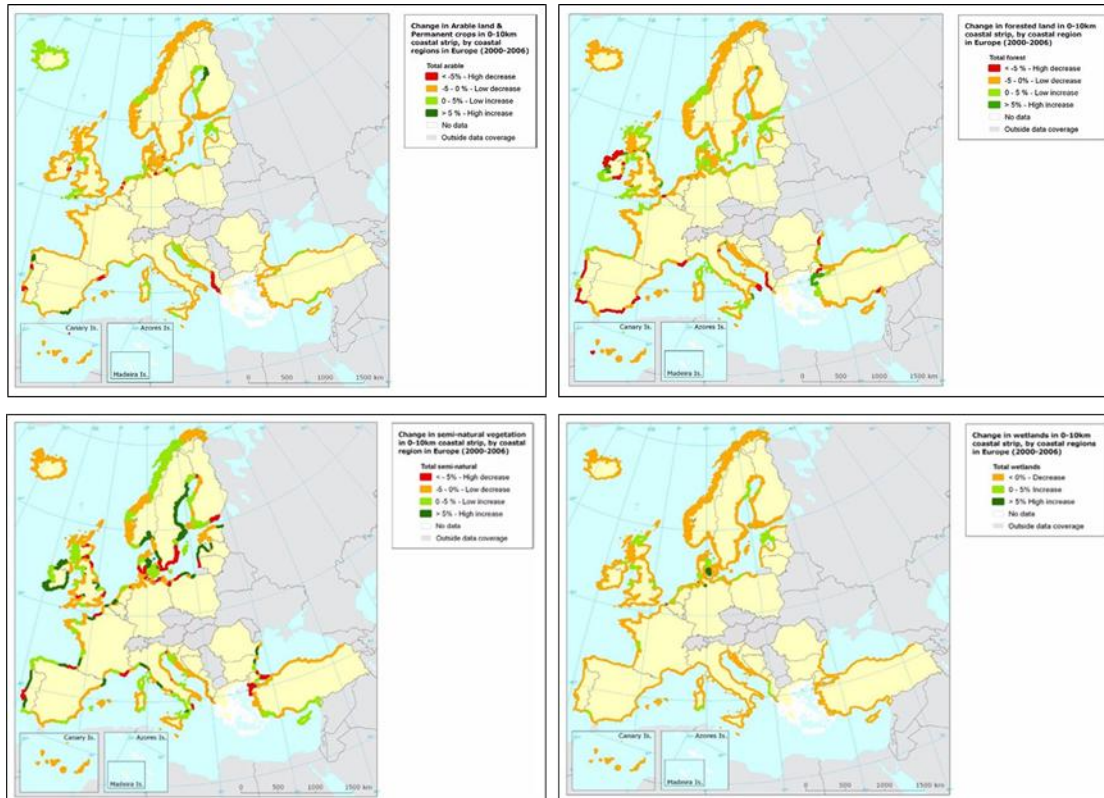 Change in Arable land &
Permanent crops in 0-10km
coastal strip, by coastal
regions in Europe (2000-2006)
Total arable
< -5% - High decrease
-5 - 0 % - Low decrease
0 - 5% - Low increase
> 5 % - High increase
No data
Outside data coverage
Canary Is.
Azores Is.
Madeira Is.
0 500 1000 1500 km
Change in forested land in 0-10km
coastal strip, by coastal region
in Europe (2000-2006)
Total forest
< -5 % - High decrease
-5 - 0% - Low decrease
0 - 5 % - Low increase
> 5% - High increase
No data
Outside data coverage
Canary Is.
Azores Is.
Madeira Is.
0 500 1000 1500 km
Change in semi-natural vegetation
in 0-10km coastal strip, by coastal
region in Europe (2000-2006)
Total semi-natural
< - 5% - High decrease
-5 - 0% - Low decrease
0 -5 % - Low increase
> 5% - High increase
No data
Outside data coverage
Canary Is.
Azores Is.
Madeira Is.
0 500 1000 1500 km
Change in wetlands in 0-10km
coastal strip, by coastal regions
in Europe (2000-2006)
Total wetlands
< 0% - Decrease
0 - 5% Increase
> 5% High increase
No data
Outside data coverage
Canary Is.
Azores Is.
Madeira Is.
0 500 1000 1500 km